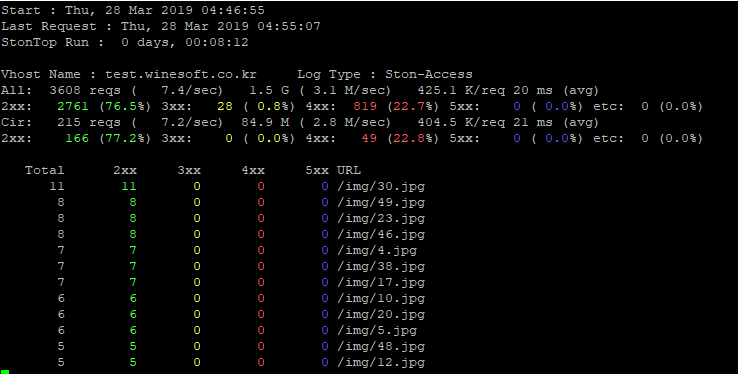 Start : Thu, 28 Mar 2019 04:46:55
Last Request : Thu, 28 Mar 2019 04:55:07
StonTop Run :  0 days, 00:08:12
Vhost Name : test.winesoft.co.kr     Log Type : Ston-Access
All:  3608 reqs (   7.4/sec)   1.5 G ( 3.1 M/sec)   425.1 K/req 20 ms (avg)
2xx:   2761 (76.5%) 3xx:   28 ( 0.8%) 4xx:  819 (22.7%) 5xx:    0 ( 0.0%) etc:  0 (0.0%)
Cir:   215 reqs (   7.2/sec)  84.9 M ( 2.8 M/sec)   404.5 K/req 21 ms (avg)
2xx:    166 (77.2%) 3xx:    0 ( 0.0%) 4xx:   49 (22.8%) 5xx:    0 ( 0.0%) etc:  0 (0.0%)
Total     2xx     3xx     4xx     5xx URL
11      11       0       0       0 /img/30.jpg
8       8       0       0       0 /img/49.jpg
8       8       0       0       0 /img/23.jpg
8       8       0       0       0 /img/46.jpg
7       7       0       0       0 /img/4.jpg
7       7       0       0       0 /img/38.jpg
7       7       0       0       0 /img/17.jpg
6       6       0       0       0 /img/10.jpg
6       6       0       0       0 /img/20.jpg
6       6       0       0       0 /img/5.jpg
5       5       0       0       0 /img/48.jpg
5       5       0       0       0 /img/12.jpg